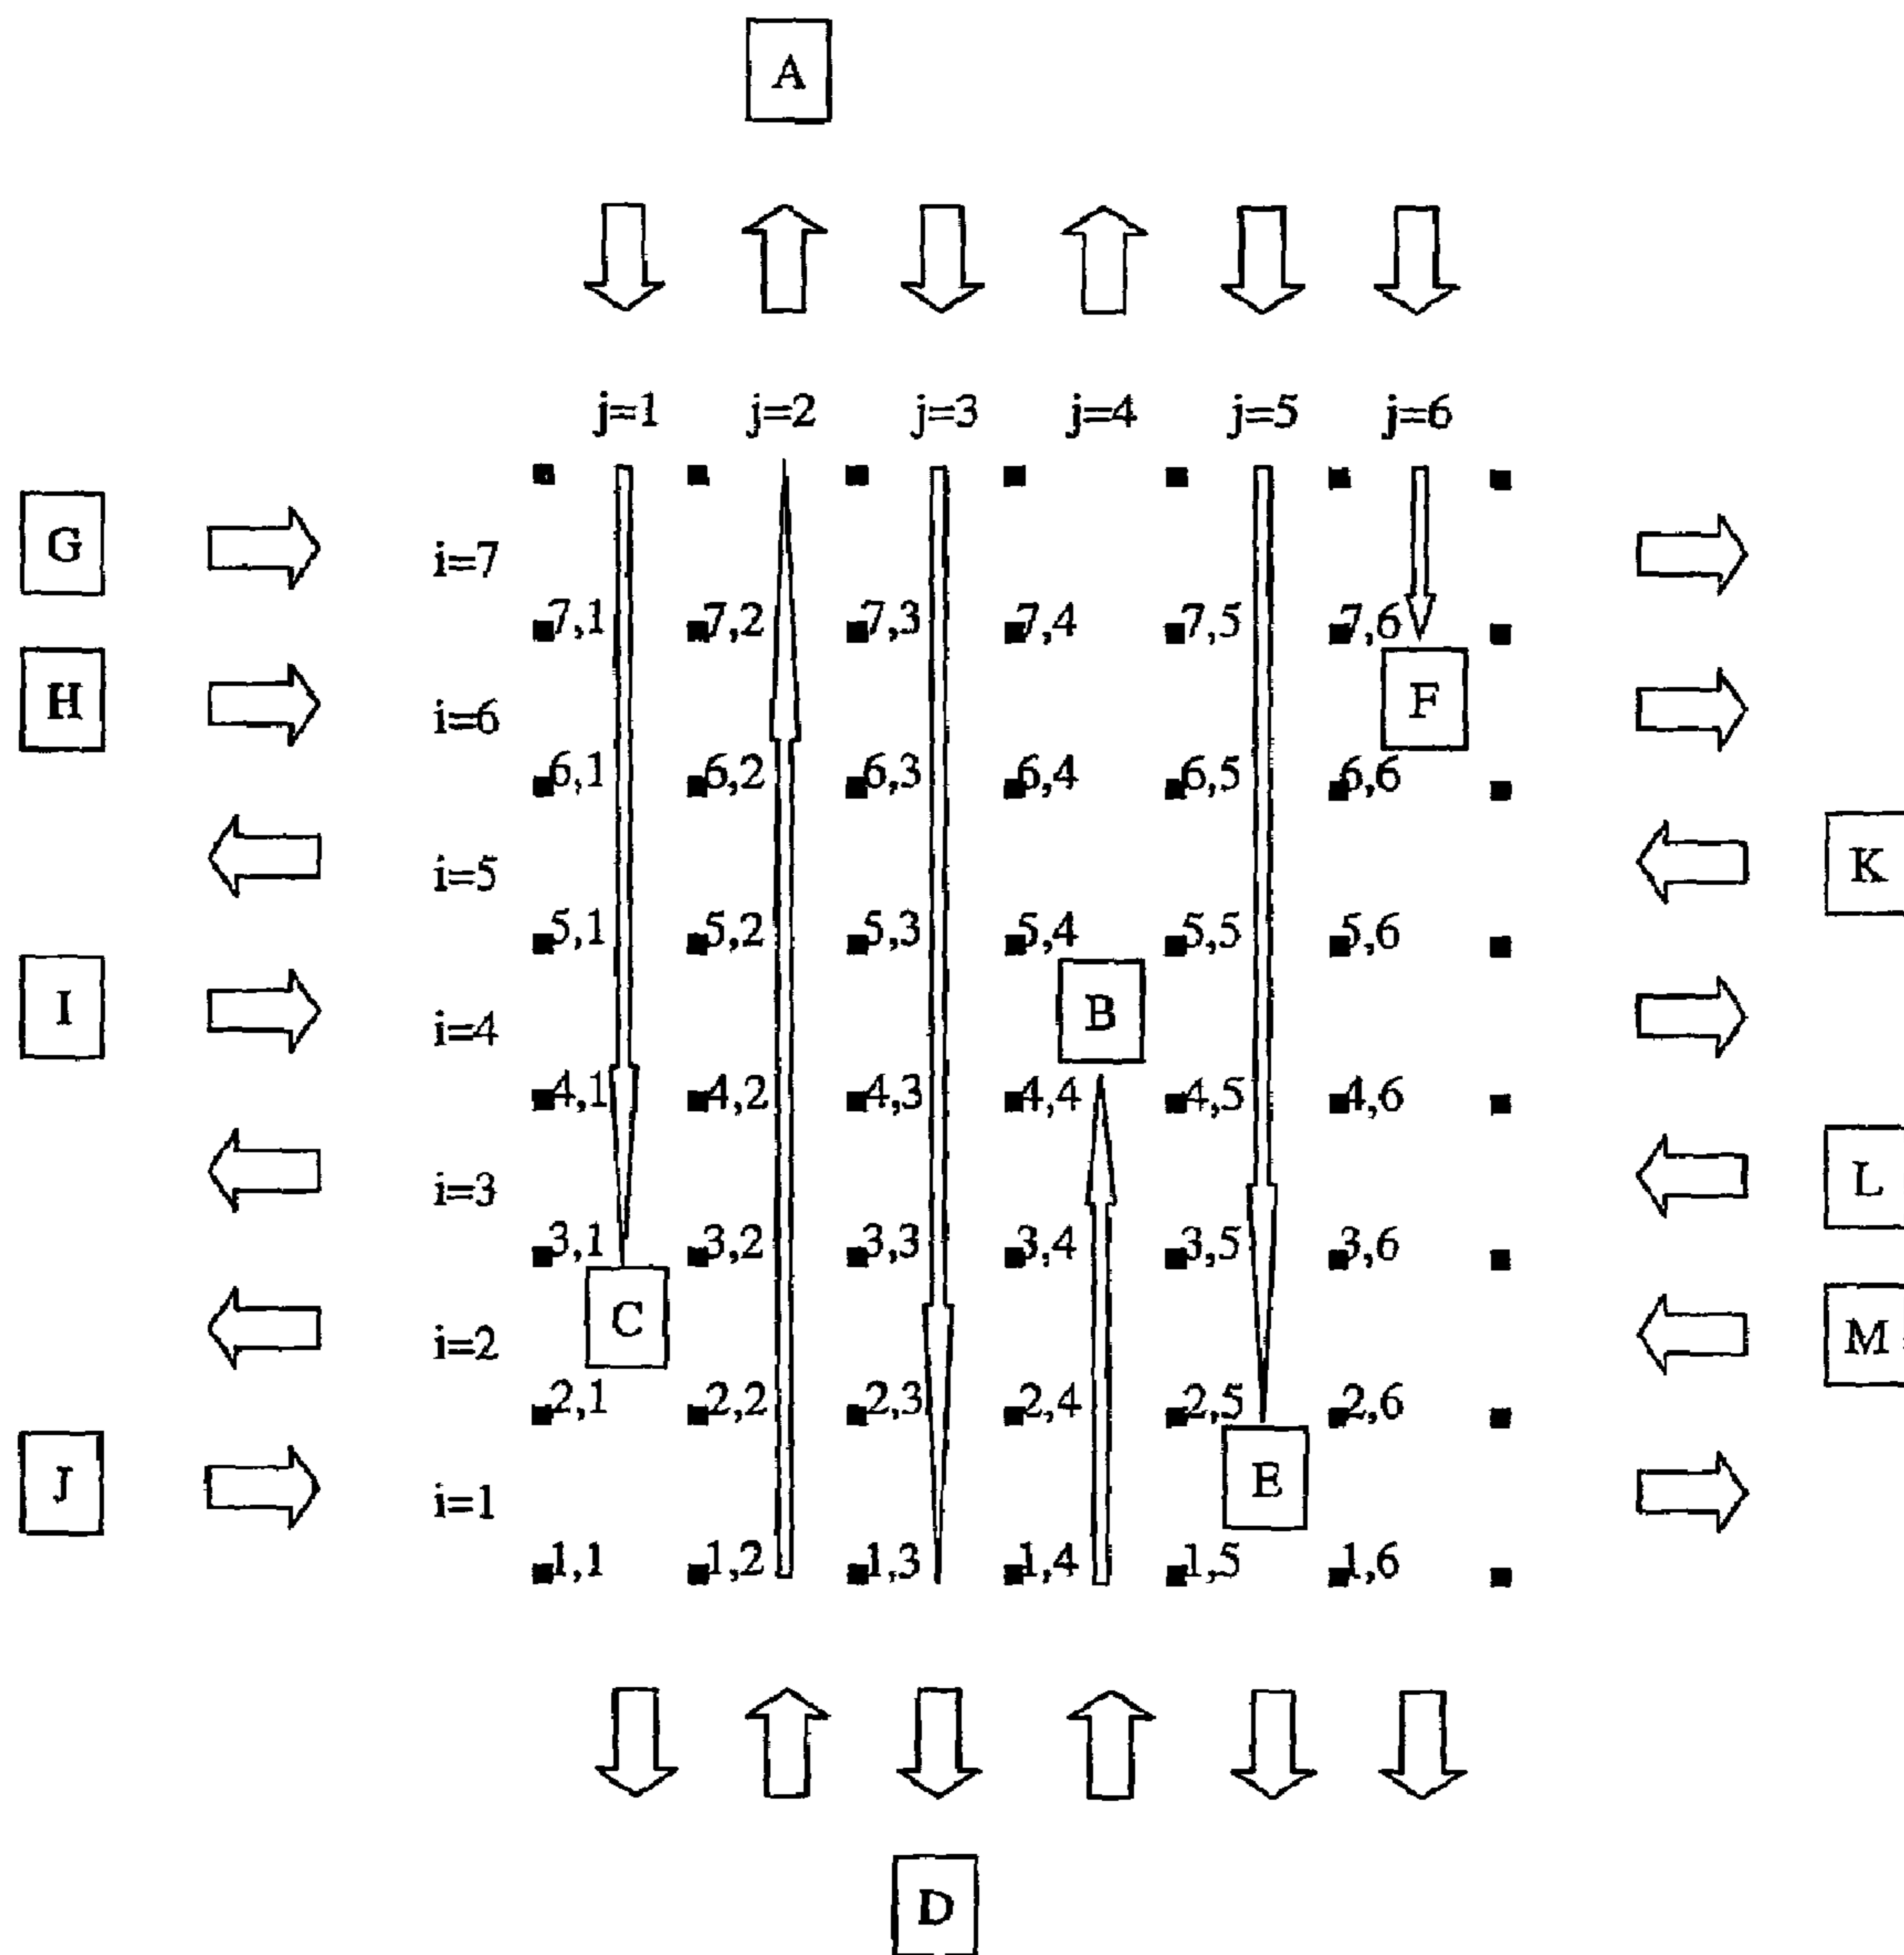 A
j=1 j=2 j=3 j=4 j=5 j=6
G i=7
7,1 7,2 7,3 7,4 7,5 7,6
H i=6 F
6,1 6,2 6,3 6,4 6,5 6,6
i=5 K
5,1 5,2 5,3 5,4 5,5 5,6
I i=4 B
4,1 4,2 4,3 4,4 4,5 4,6
i=3 L
3,1 3,2 3,3 3,4 3,5 3,6
i=2 C M
2,1 2,2 2,3 2,4 2,5 2,6
J i=1 E
1,1 1,2 1,3 1,4 1,5 1,6
D